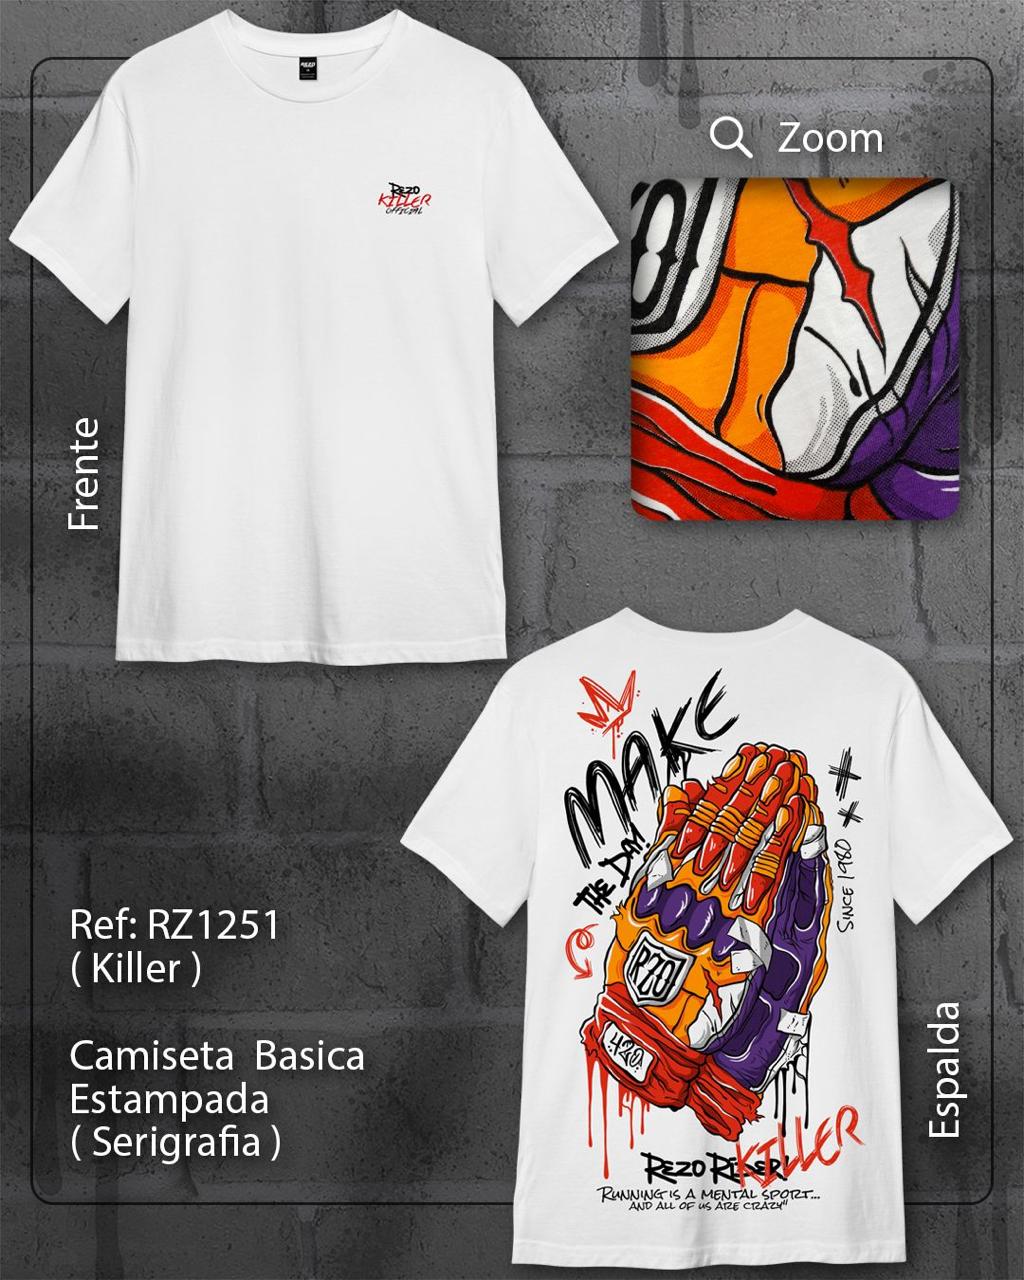 REZO
REZO
KILLER
OFFICIAL
Zoom
Frente
MAKE
THE DAY!
SINCE 1980
RZO
420
REZO RIDER!
KILLER
RUNNING IS A MENTAL SPORT...
AND ALL OF US ARE CRAZY"
Espalda
Ref: RZ1251
( Killer )
Camiseta Basica
Estampada
( Serigrafia )